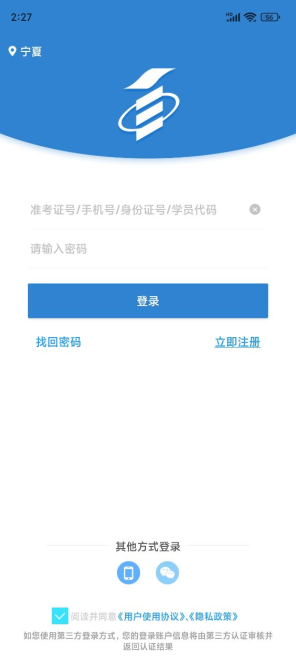 2:27
HD
56
宁夏
准考证号/手机号/身份证号/学员代码
请输入密码
登录
找回密码
立即注册
其他方式登录
阅读并同意《用户使用协议》、《隐私政策》
如您使用第三方登录方式，您的登录账户信息将由第三方认证审核并
返回认证结果